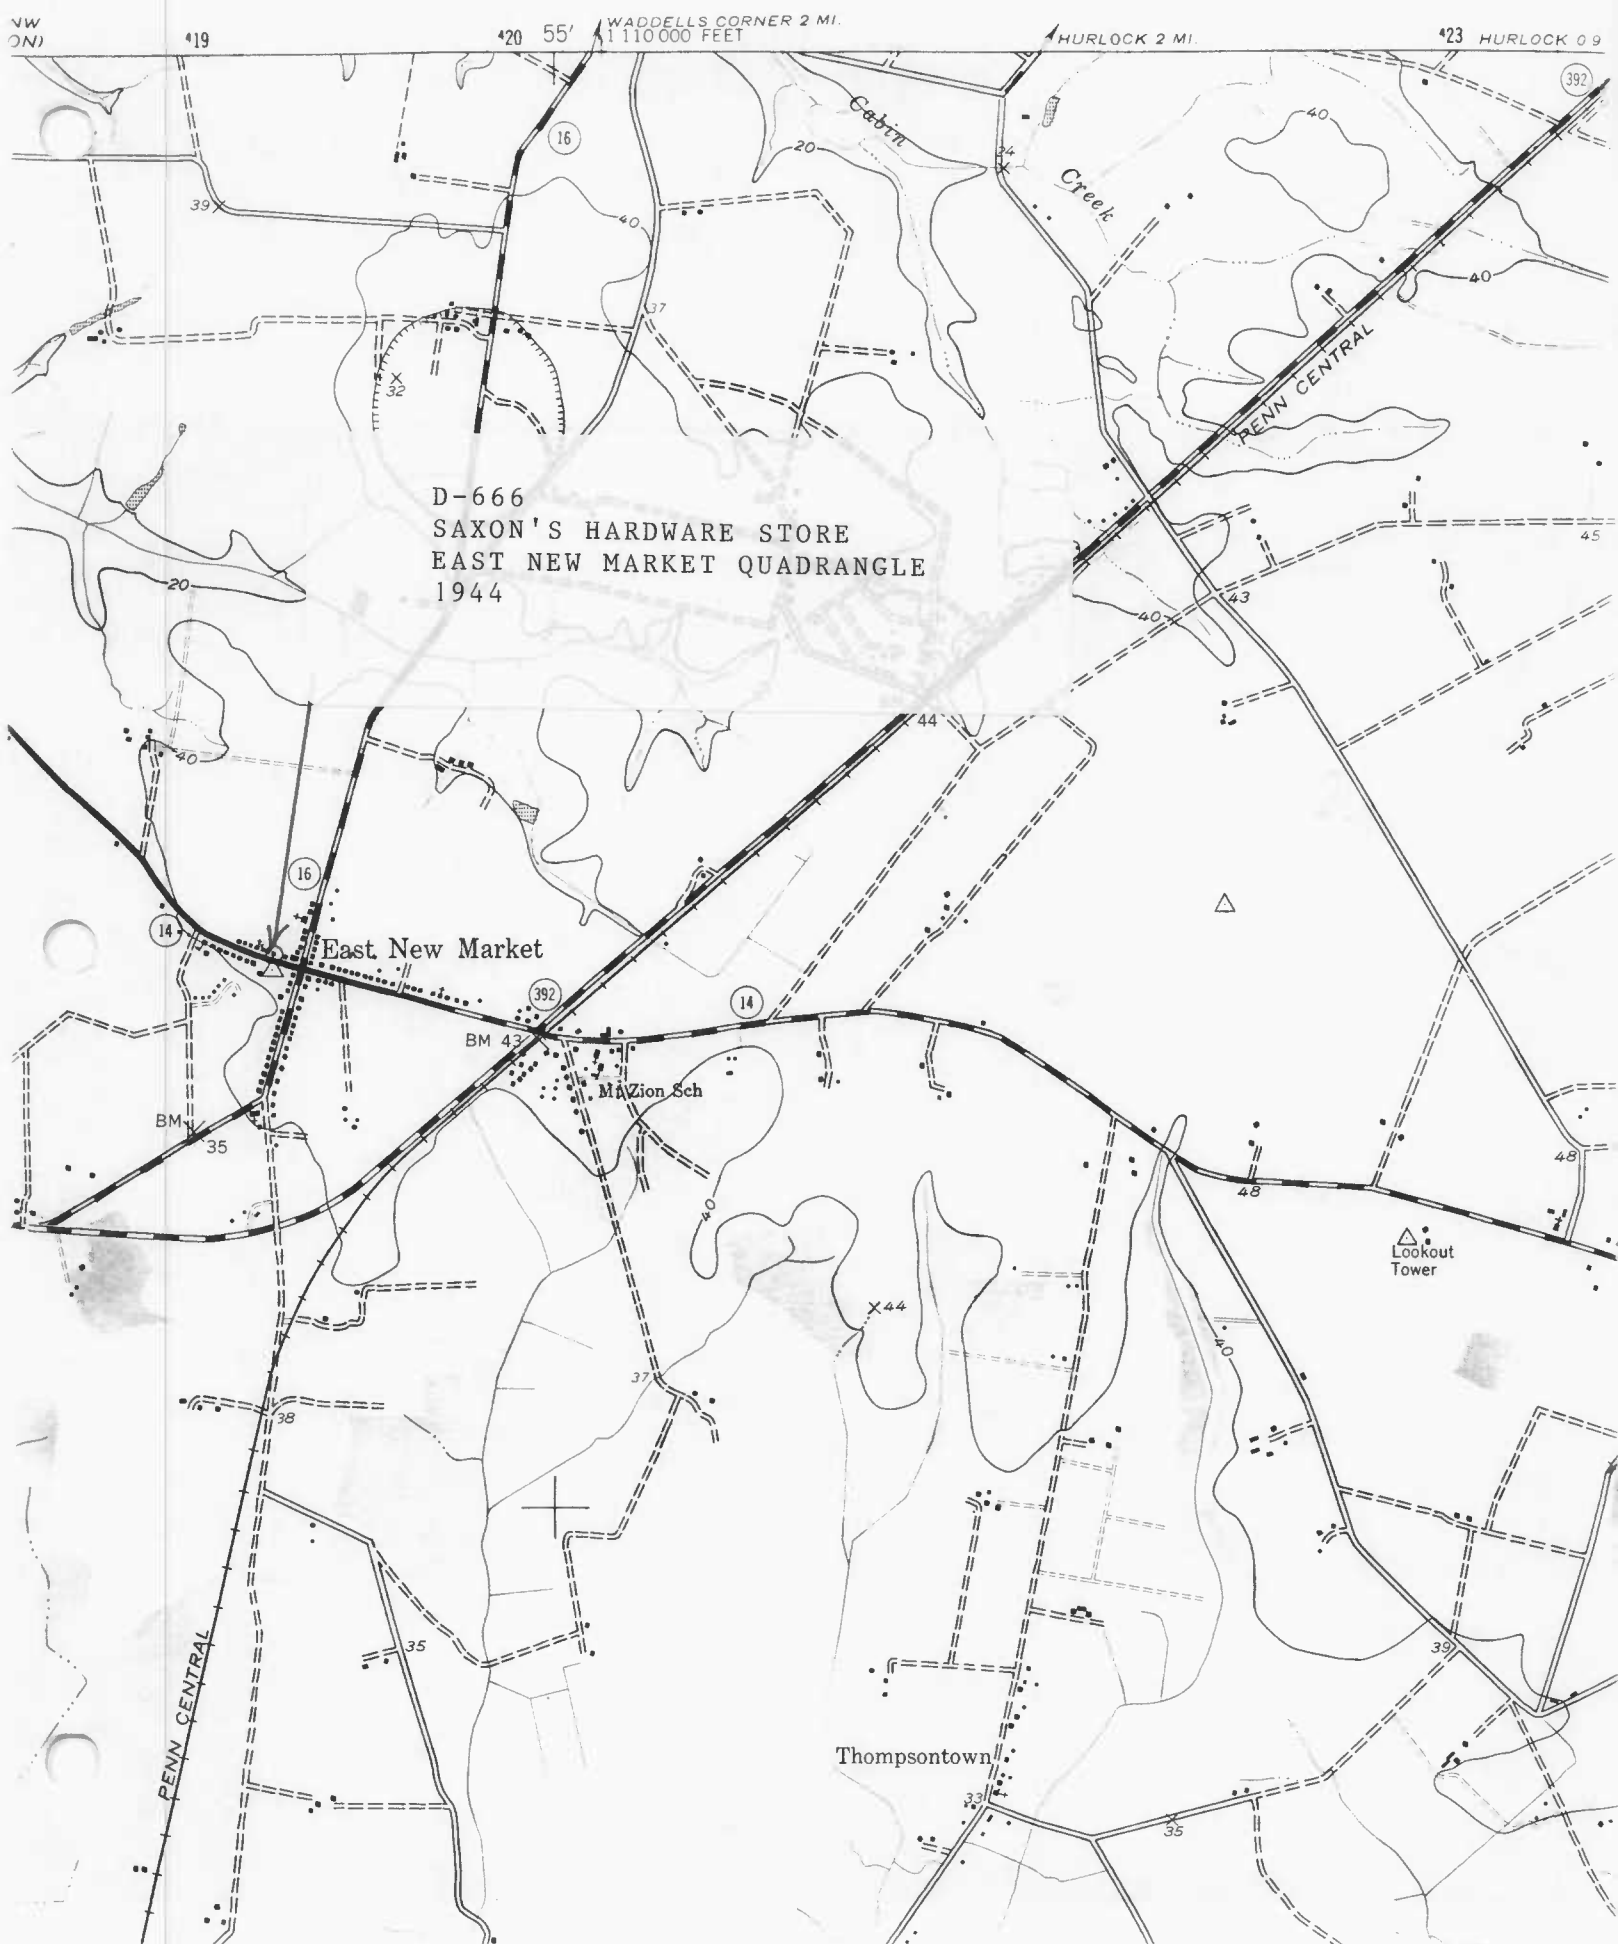 NW
ON)
419
420
55'
WADDELLS CORNER 2 MI.
1 110 000 FEET
HURLOCK 2 MI.
423
HURLOCK 0 9
392
16
Cabin
Creek
40
20
34
39
40
40
37
32
PENN CENTRAL
D-666
SAXON'S HARDWARE STORE
EAST NEW MARKET QUADRANGLE
1944
45
20
40
43
44
40
16
14
East New Market
392
14
BM 43
Mt Zion Sch
BM
35
48
48
40
Lookout
Tower
44
40
37
38
35
39
PENN CENTRAL
Thompsontown
33
35